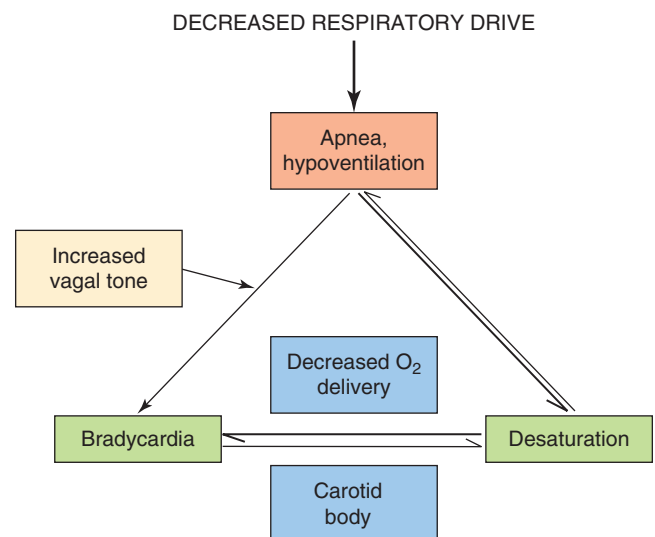 DECREASED RESPIRATORY DRIVE
Apnea,
hypoventilation
Increased
vagal tone
Decreased O₂
delivery
Bradycardia
Desaturation
Carotid
body